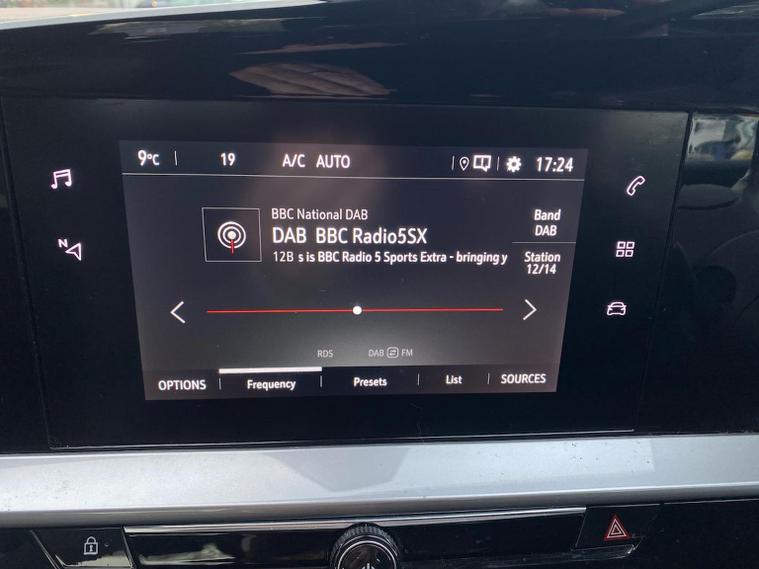 9°C 19 A/C AUTO 17:24
BBC National DAB
DAB BBC Radio5SX
12B s is BBC Radio 5 Sports Extra - bringing y
Band
DAB
Station
12/14
N
RDS DAB FM
OPTIONS Frequency Presets List SOURCES